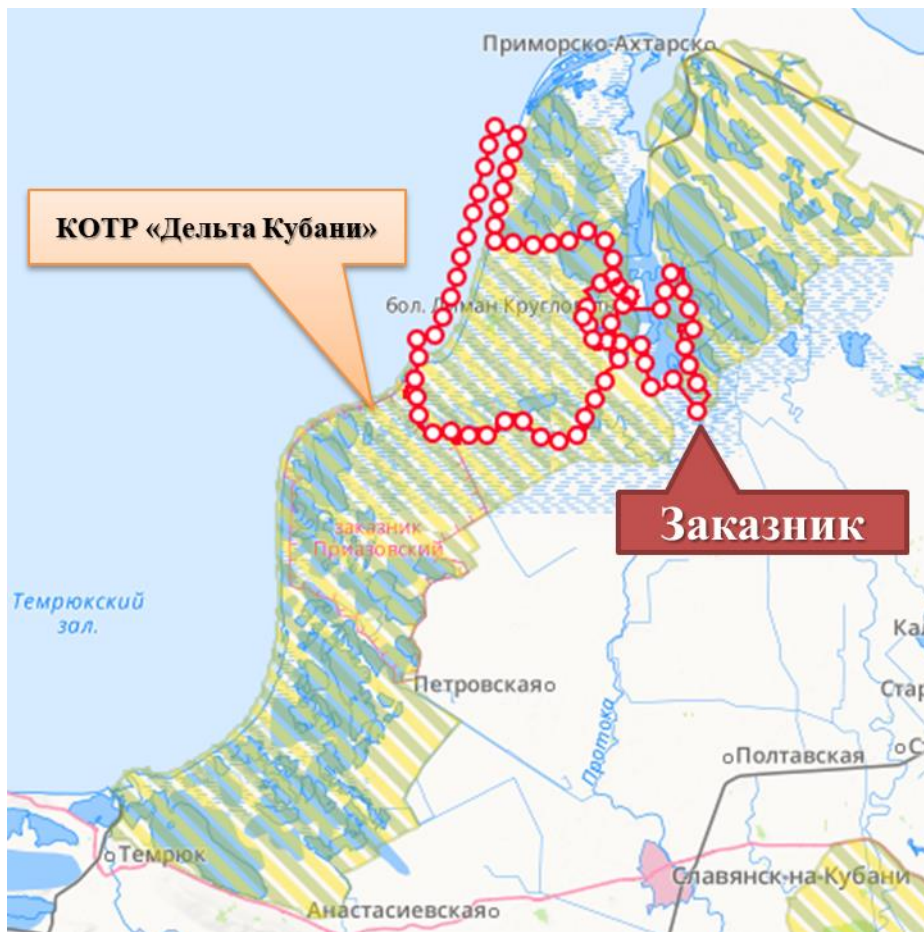 Приморско-Ахтарск
КОТР «Дельта Кубани»
бол. Лиман Круглое
Заказник
заказник
Приазовский
Темрюкский
зал.
Петровская
Протока
Полтавская
Темрюк
Славянск-на-Кубани
Анастасиевская